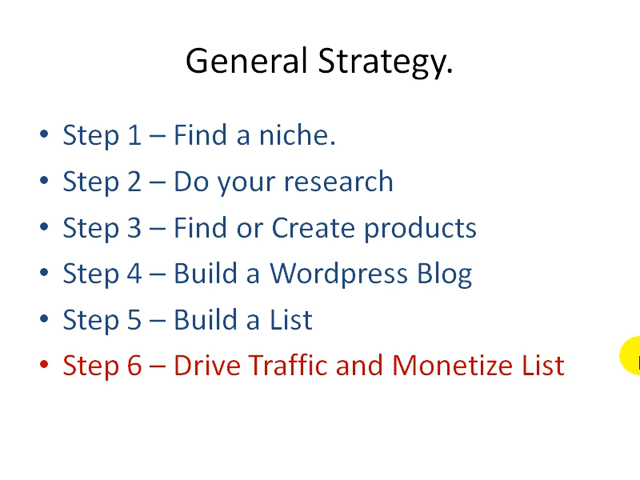 General Strategy.
• Step 1 – Find a niche.
• Step 2 – Do your research
• Step 3 – Find or Create products
• Step 4 – Build a Wordpress Blog
• Step 5 – Build a List
• Step 6 – Drive Traffic and Monetize List